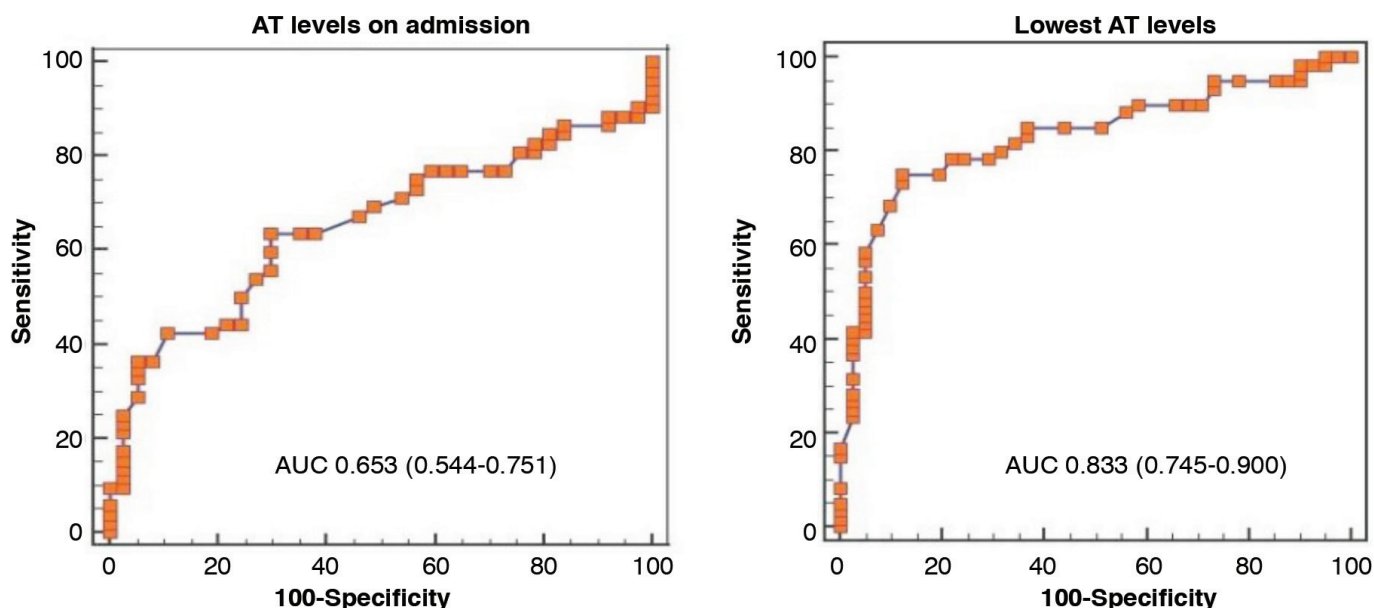 AT levels on admission
100
80
60
40
20
0
Sensitivity
AUC 0.653 (0.544-0.751)
0 20 40 60 80 100
100-Specificity
Lowest AT levels
100
80
60
40
20
0
Sensitivity
AUC 0.833 (0.745-0.900)
0 20 40 60 80 100
100-Specificity